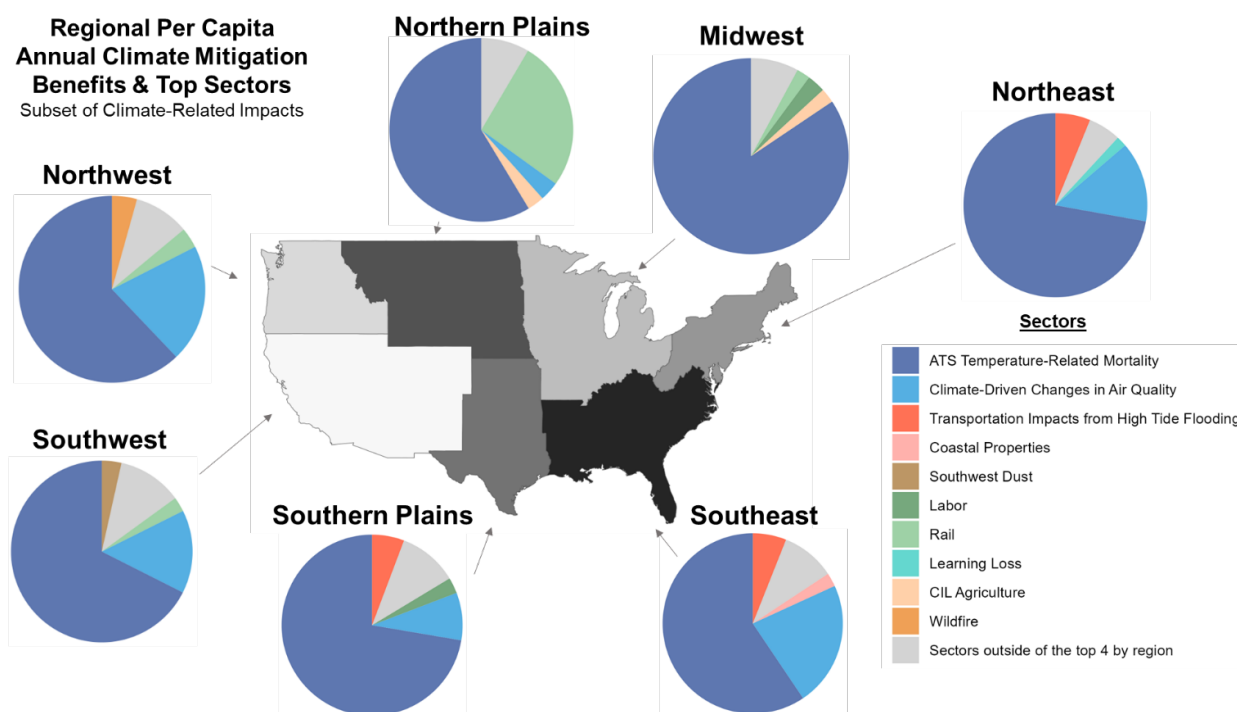 Regional Per Capita
Annual Climate Mitigation
Benefits & Top Sectors
Subset of Climate-Related Impacts
Northern Plains
Midwest
Northeast
Northwest
Southwest
Southern Plains
Southeast
Sectors
ATS Temperature-Related Mortality
Climate-Driven Changes in Air Quality
Transportation Impacts from High Tide Flooding
Coastal Properties
Southwest Dust
Labor
Rail
Learning Loss
CIL Agriculture
Wildfire
Sectors outside of the top 4 by region